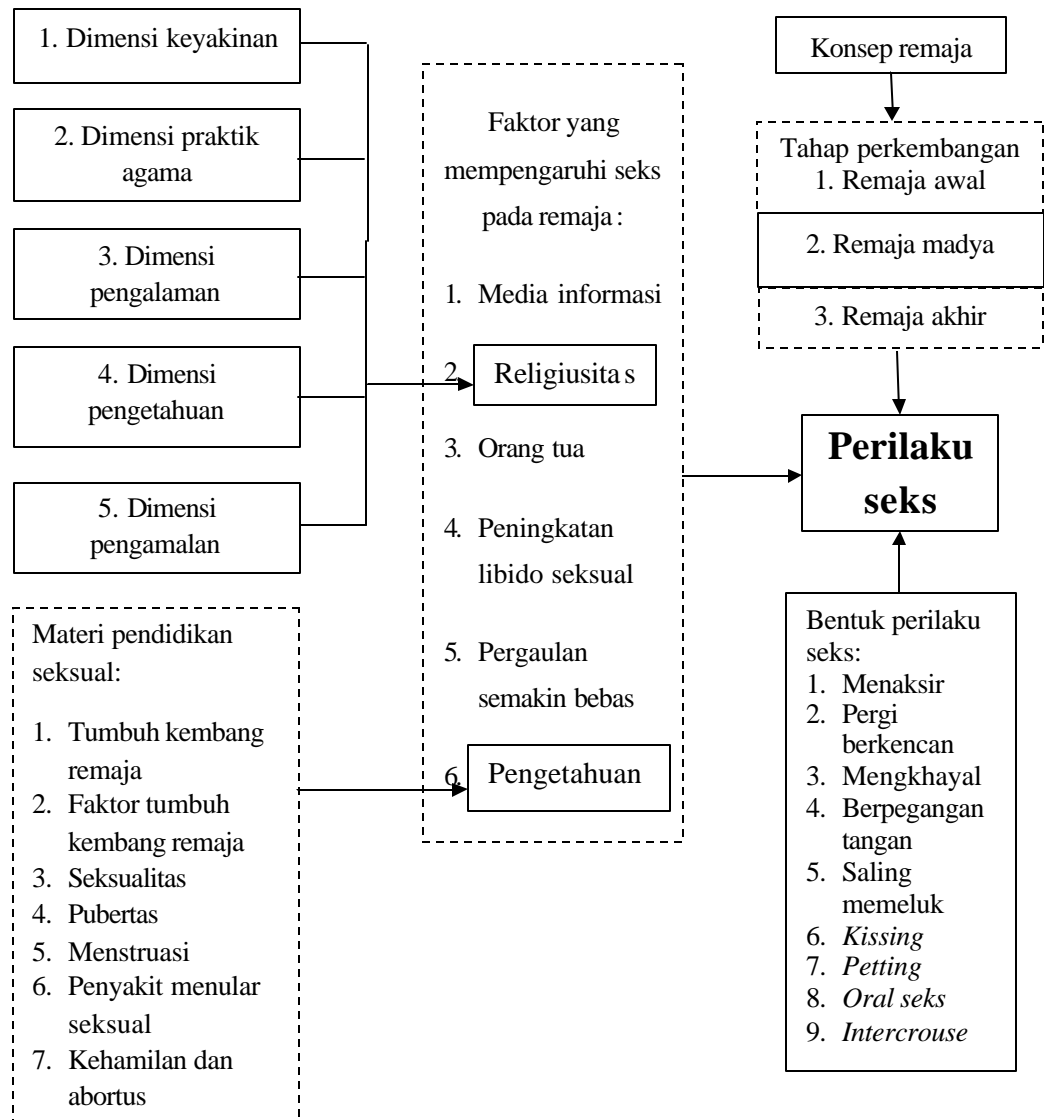 1. Dimensi keyakinan
2. Dimensi praktik
agama
3. Dimensi
pengalaman
4. Dimensi
pengetahuan
5. Dimensi
pengamalan
Materi pendidikan
seksual:
1. Tumbuh kembang
remaja
2. Faktor tumbuh
kembang remaja
3. Seksualitas
4. Pubertas
5. Menstruasi
6. Penyakit menular
seksual
7. Kehamilan dan
abortus
Faktor yang
mempengaruhi seks
pada remaja :
1. Media informasi
2. Religiusitas
3. Orang tua
4. Peningkatan
libido seksual
5. Pergaulan
semakin bebas
6. Pengetahuan
Konsep remaja
Tahap perkembangan
1. Remaja awal
2. Remaja madya
3. Remaja akhir
Perilaku
seks
Bentuk perilaku
seks:
1. Menaksir
2. Pergi
berkencan
3. Mengkhayal
4. Berpegangan
tangan
5. Saling
memeluk
6. Kissing
7. Petting
8. Oral seks
9. Intercrouse